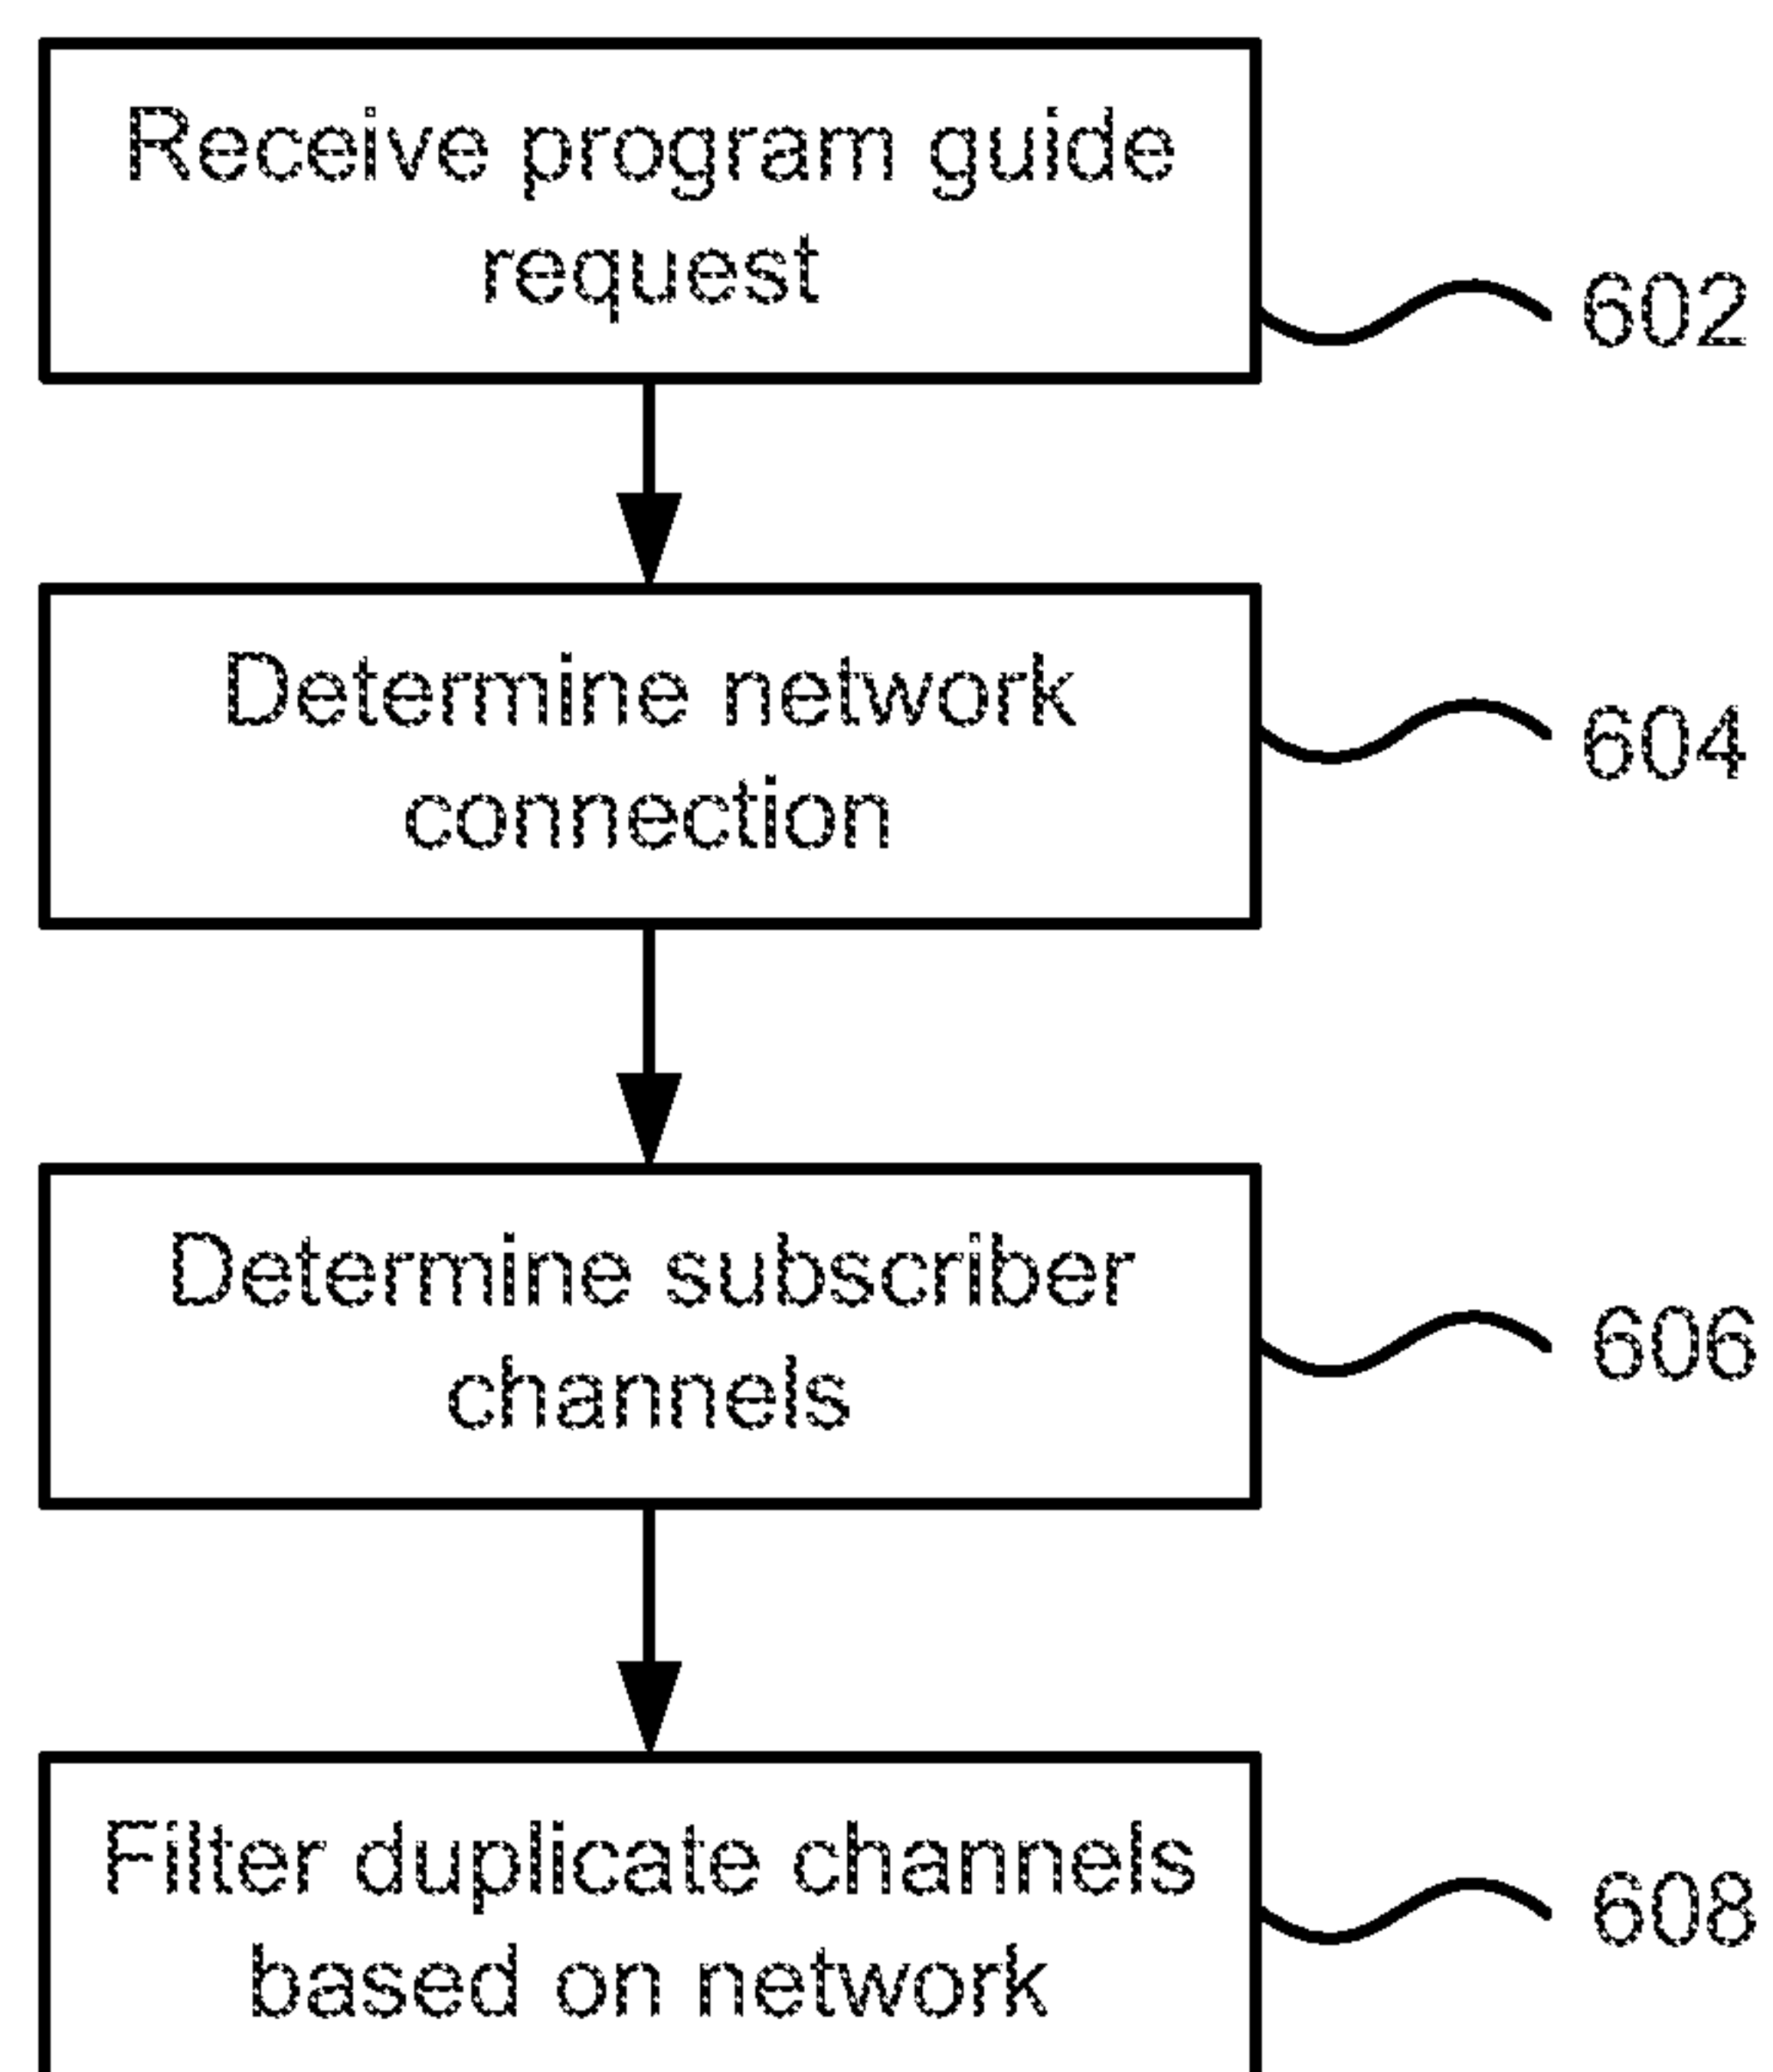 Receive program guide
request
602
Determine network
connection
604
Determine subscriber
channels
606
Filter duplicate channels
based on network
608